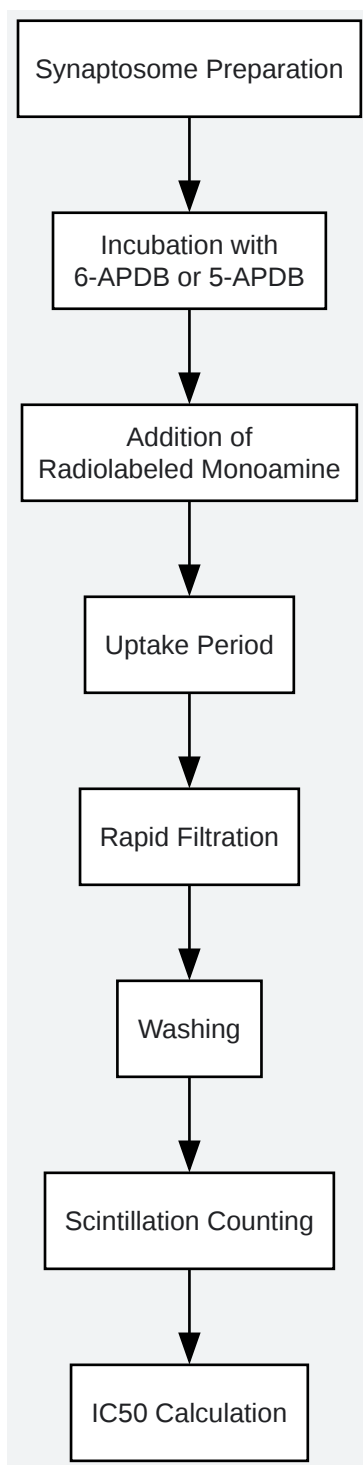 Synaptosome Preparation
Incubation with
6-APDB or 5-APDB
Addition of
Radiolabeled Monoamine
Uptake Period
Rapid Filtration
Washing
Scintillation Counting
IC50 Calculation